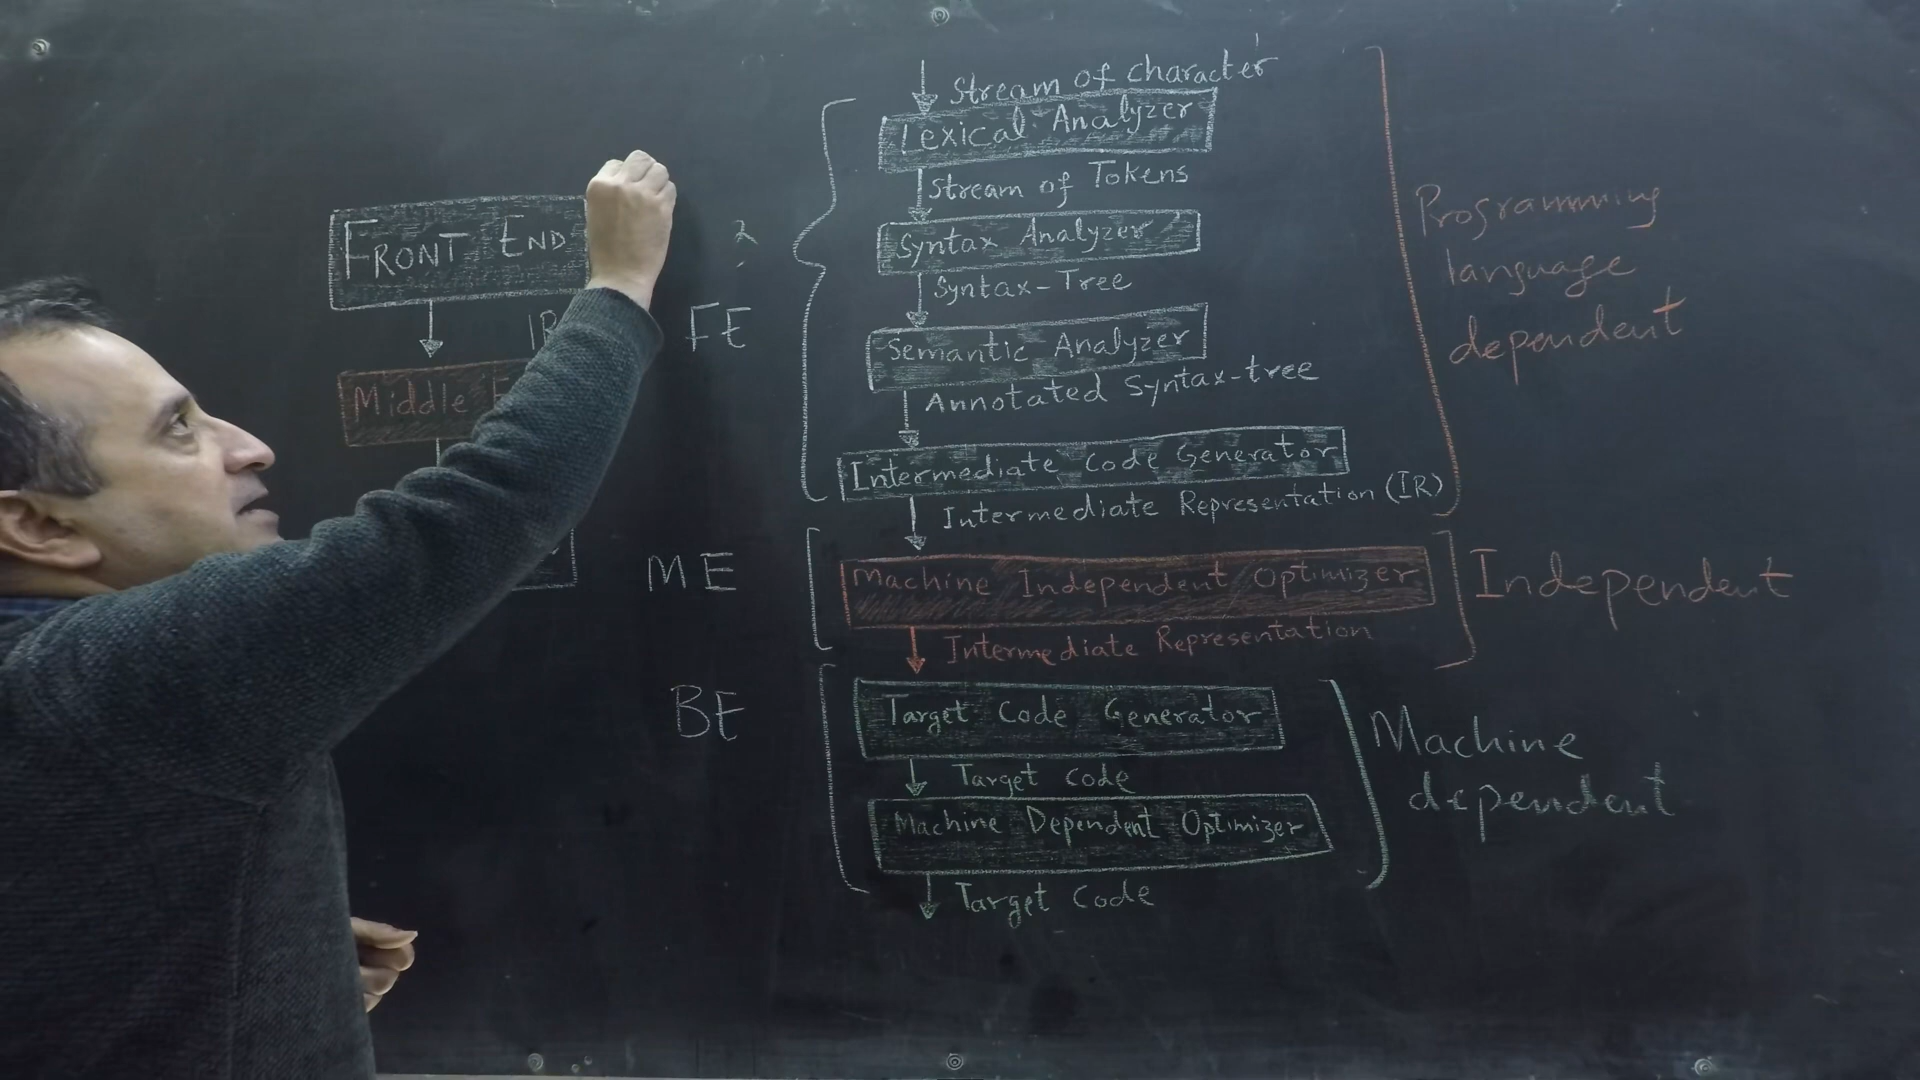 FRONT END
IR
Middle
?
FE
ME
BE
Stream of character
Lexical Analyzer
Stream of Tokens
Syntax Analyzer
Syntax-Tree
Semantic Analyzer
Annotated Syntax-tree
Intermediate Code Generator
Intermediate Representation (IR)
Machine Independent Optimizer
Intermediate Representation
Target Code Generator
Target code
Machine Dependent Optimizer
Target Code
Programming
language
dependent
Independent
Machine
dependent